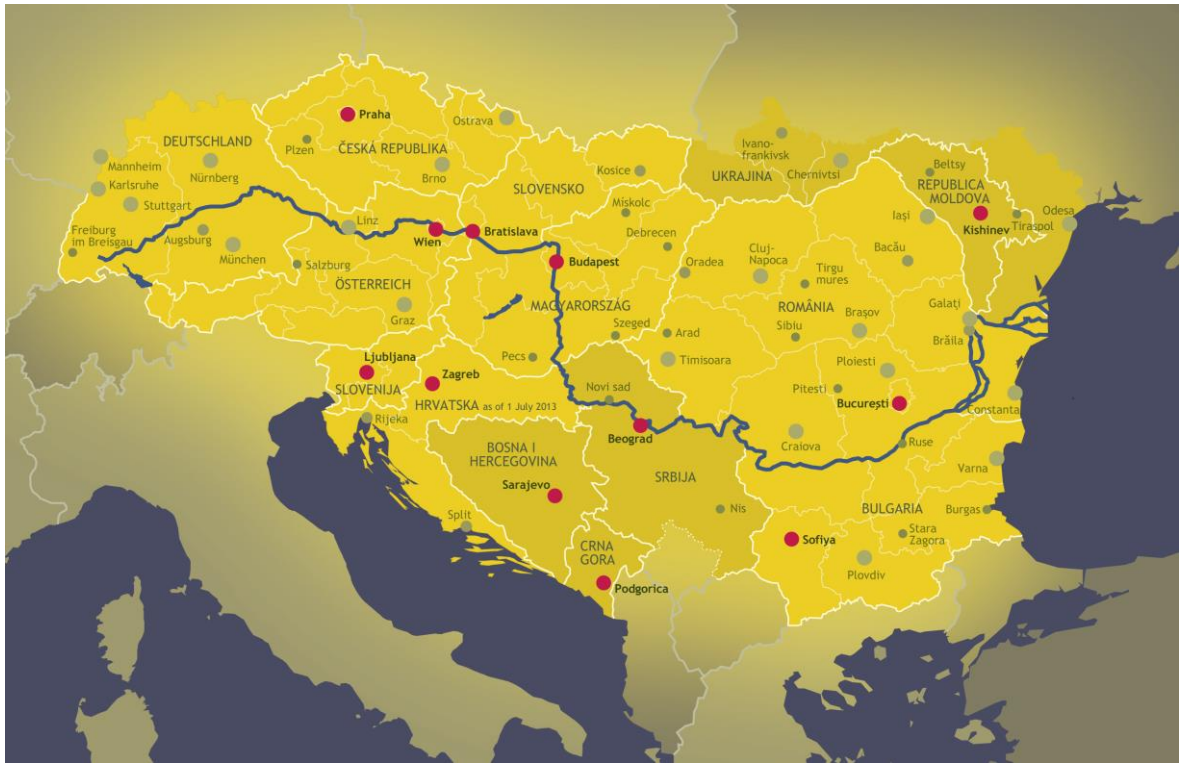 Praha
Ostrava
DEUTSCHLAND
Plzen
ČESKÁ REPUBLIKA
Mannheim
Nürnberg
Brno
Karlsruhe
Stuttgart
SLOVENSKO
Kosice
Ivano-
frankivsk
Chernivtsi
UKRAJINA
Beltsy
REPUBLICA
MOLDOVA
Kishinev
Tiraspol
Odesa
Iași
Miskolc
Freiburg
im Breisgau
Augsburg
München
Linz
Wien
Bratislava
Debrecen
Budapest
Oradea
Cluj-
Napoca
Bacău
Tirgu
mures
Salzburg
ÖSTERREICH
Graz
MAGYARORSZÁG
ROMÂNIA
Galați
Brașov
Szeged
Arad
Sibiu
Brăila
Pecs
Timisoara
Ploiesti
Ljubljana
SLOVENIJA
Zagreb
Novi sad
Pitesti
București
Constanta
HRVATSKA as of 1 July 2013
Rijeka
Beograd
Craiova
Ruse
BOSNA I
HERCEGOVINA
Sarajevo
SRBIJA
Varna
Nis
BULGARIA
Burgas
Split
Stara
Zagora
Sofiya
CRNA
GORA
Plovdiv
Podgorica